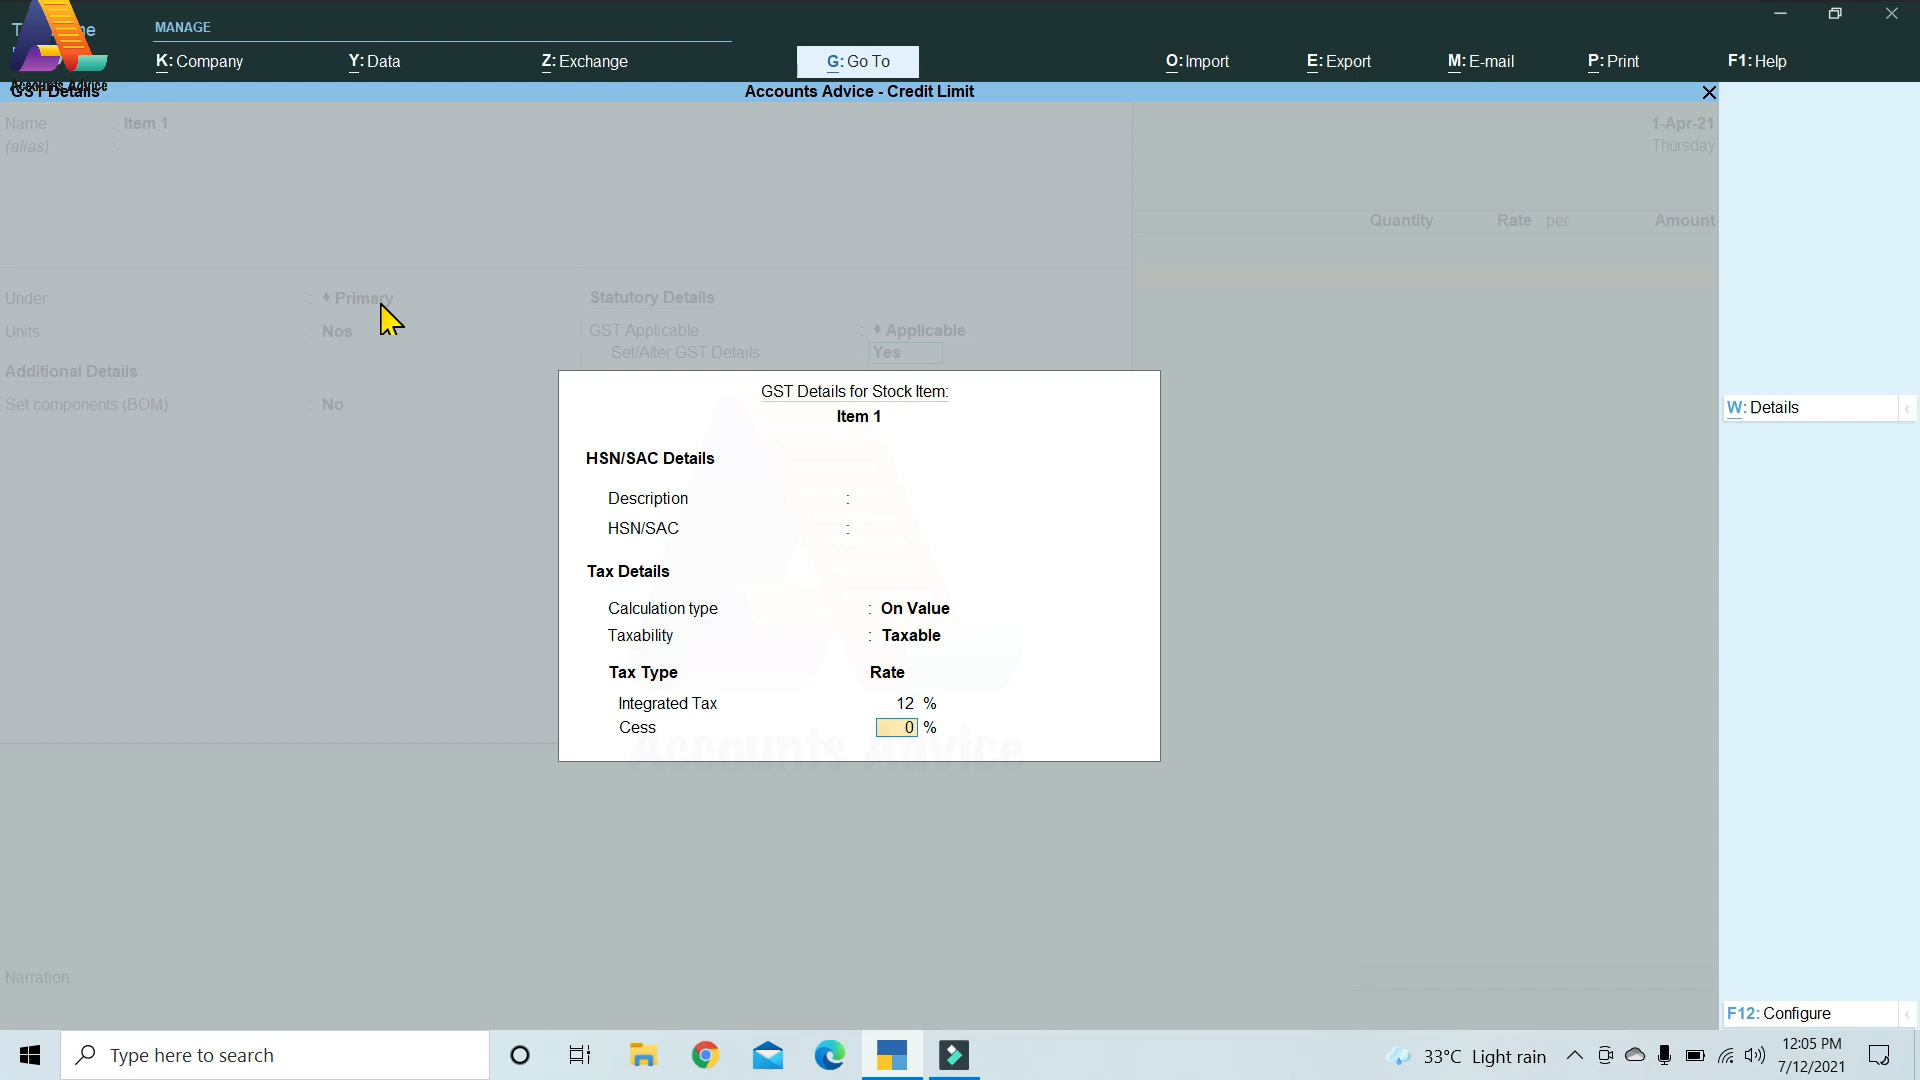 MANAGE
K: Company
Y: Data
Z: Exchange
G: Go To
O: Import
E: Export
M: E-mail
P: Print
F1: Help
Accounts Advice
GST Details
Accounts Advice - Credit Limit
Name : Item 1
(alias) :
1-Apr-21
Thursday
Quantity Rate per Amount
Under : ♦ Primary
Units : Nos
Additional Details
Set components (BOM) : No
Statutory Details
GST Applicable : ♦ Applicable
Set/Alter GST Details : Yes
GST Details for Stock Item:
Item 1
HSN/SAC Details
Description :
HSN/SAC :
Tax Details
Calculation type : On Value
Taxability : Taxable
Tax Type Rate
Integrated Tax 12 %
Cess 0 %
Accounts Advice
W: Details
Narration:
F12: Configure
Type here to search
33°C Light rain
12:05 PM
7/12/2021